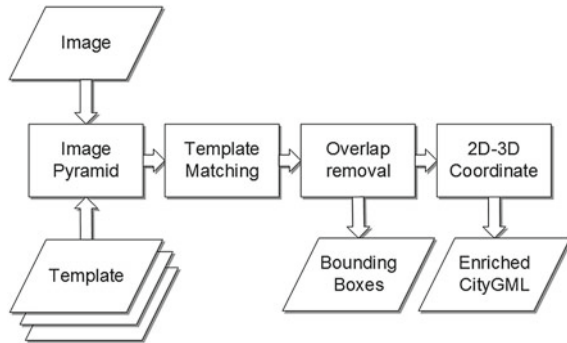 Image
Image
Pyramid
Template
Matching
Overlap
removal
2D-3D
Coordinate
Template
Bounding
Boxes
Enriched
CityGML